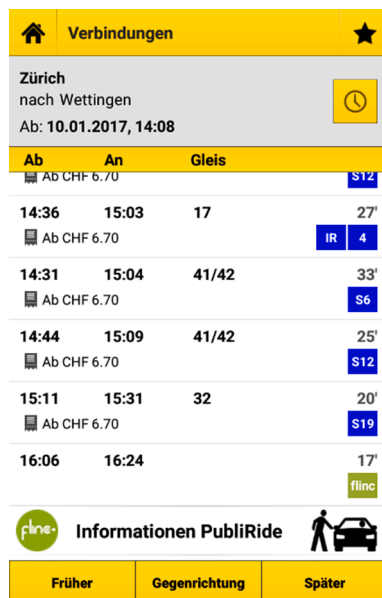 Verbindungen
Zürich
nach Wettingen
Ab: 10.01.2017, 14:08
Ab An Gleis
Ab CHF 6.70 S12
14:36 15:03 17 27'
Ab CHF 6.70 IR 4
14:31 15:04 41/42 33'
Ab CHF 6.70 S6
14:44 15:09 41/42 25'
Ab CHF 6.70 S12
15:11 15:31 32 20'
Ab CHF 6.70 S19
16:06 16:24 17'
flinc
flinc Informationen PubliRide
Früher Gegenrichtung Später